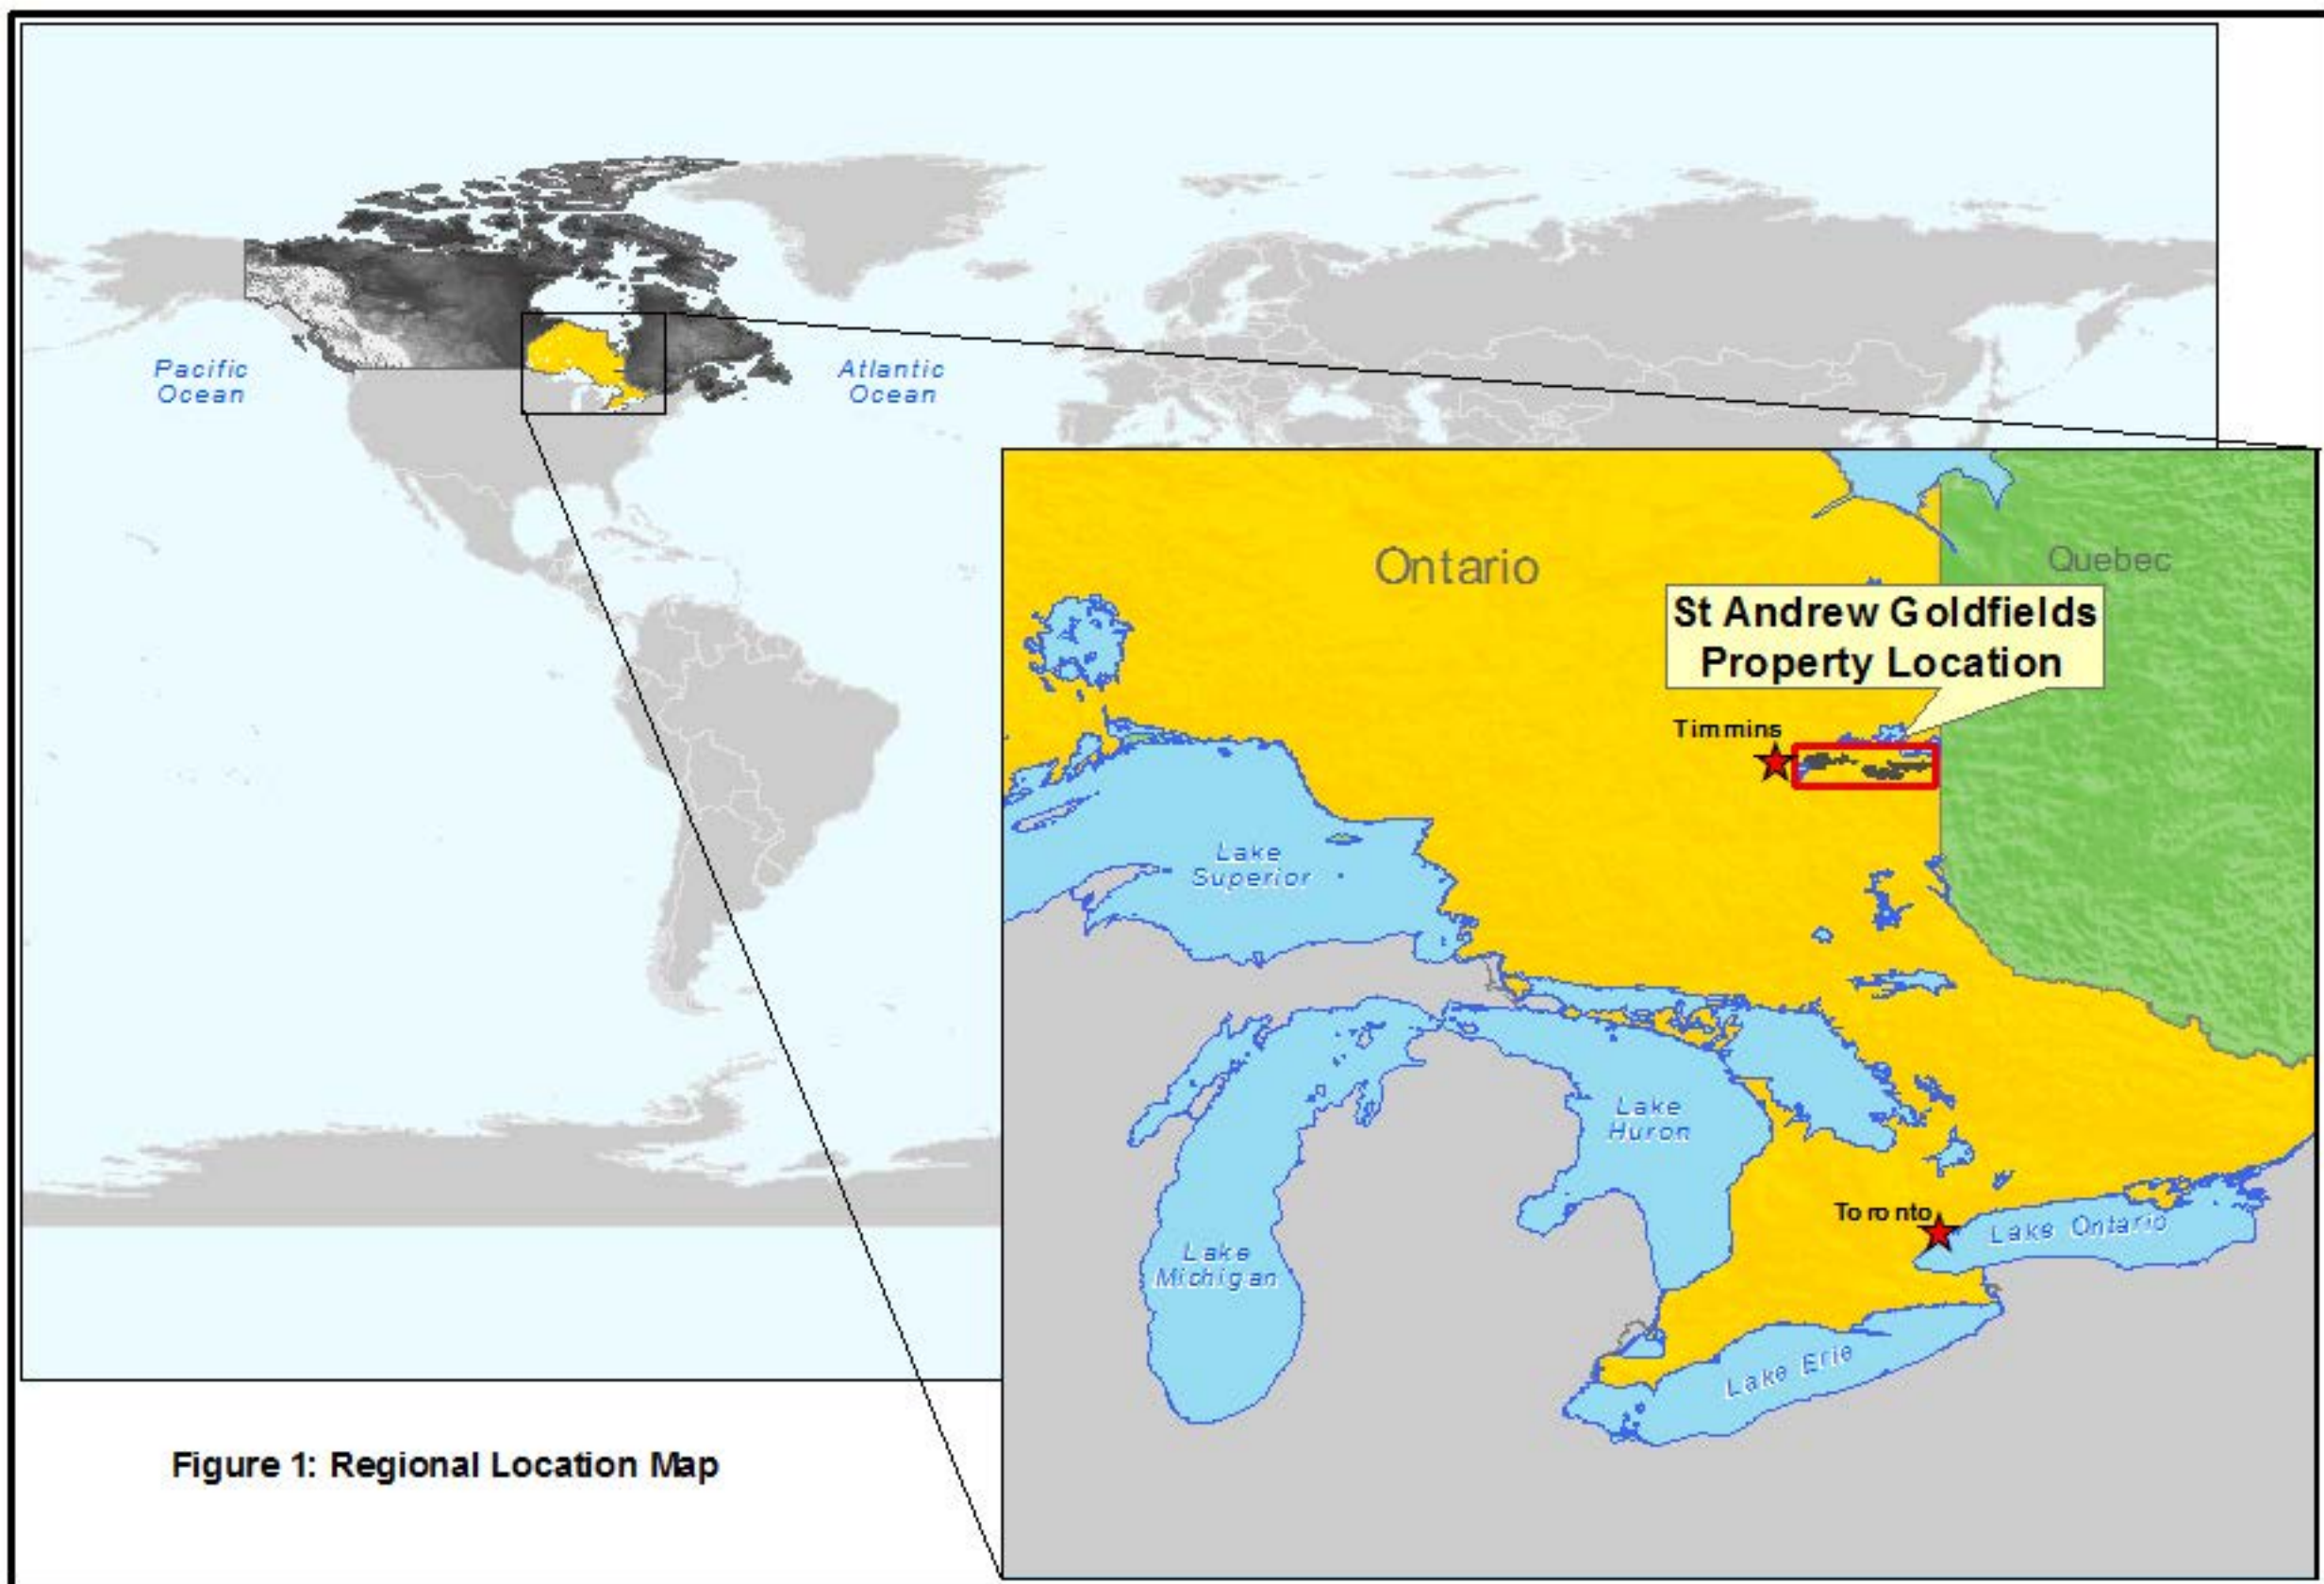 Pacific
Ocean
Atlantic
Ocean
Ontario
Quebec
St Andrew Goldfields
Property Location
Timmins
Lake
Superior
Lake
Huron
Toronto
Lake Ontario
Lake
Michigan
Lake Erie
Figure 1: Regional Location Map